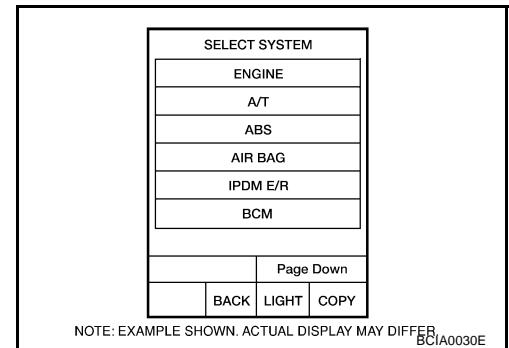 SELECT SYSTEM
ENGINE
A/T
ABS
AIR BAG
IPDM E/R
BCM
Page Down
BACK LIGHT COPY
NOTE: EXAMPLE SHOWN. ACTUAL DISPLAY MAY DIFFER.
BCIA0030E